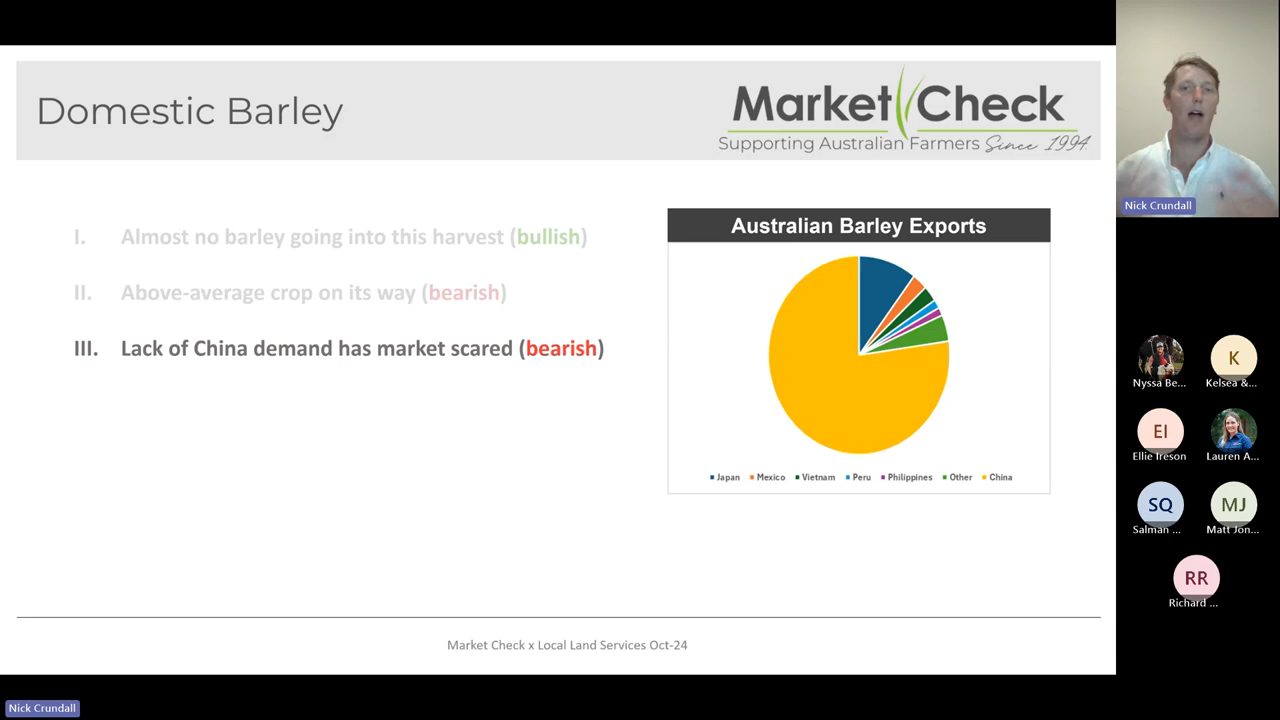 Domestic Barley
Market Check
Supporting Australian Farmers Since 1994
I. Almost no barley going into this harvest (bullish)
II. Above-average crop on its way (bearish)
III. Lack of China demand has market scared (bearish)
Australian Barley Exports
Japan Mexico Vietnam Peru Philippines Other China
Market Check x Local Land Services Oct-24
Nick Crundall
Nyssa Be...
K
Kelsea &...
EI
Ellie Ireson
Lauren A...
SQ
Salman ...
MJ
Matt Jon...
RR
Richard ...
Nick Crundall